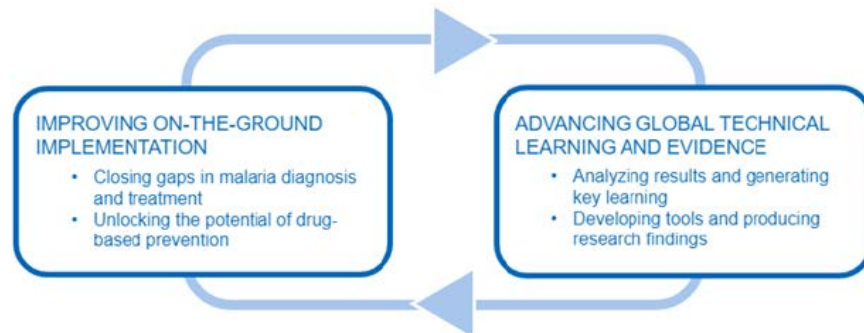 IMPROVING ON-THE-GROUND
IMPLEMENTATION
• Closing gaps in malaria diagnosis
and treatment
• Unlocking the potential of drug-
based prevention
ADVANCING GLOBAL TECHNICAL
LEARNING AND EVIDENCE
• Analyzing results and generating
key learning
• Developing tools and producing
research findings